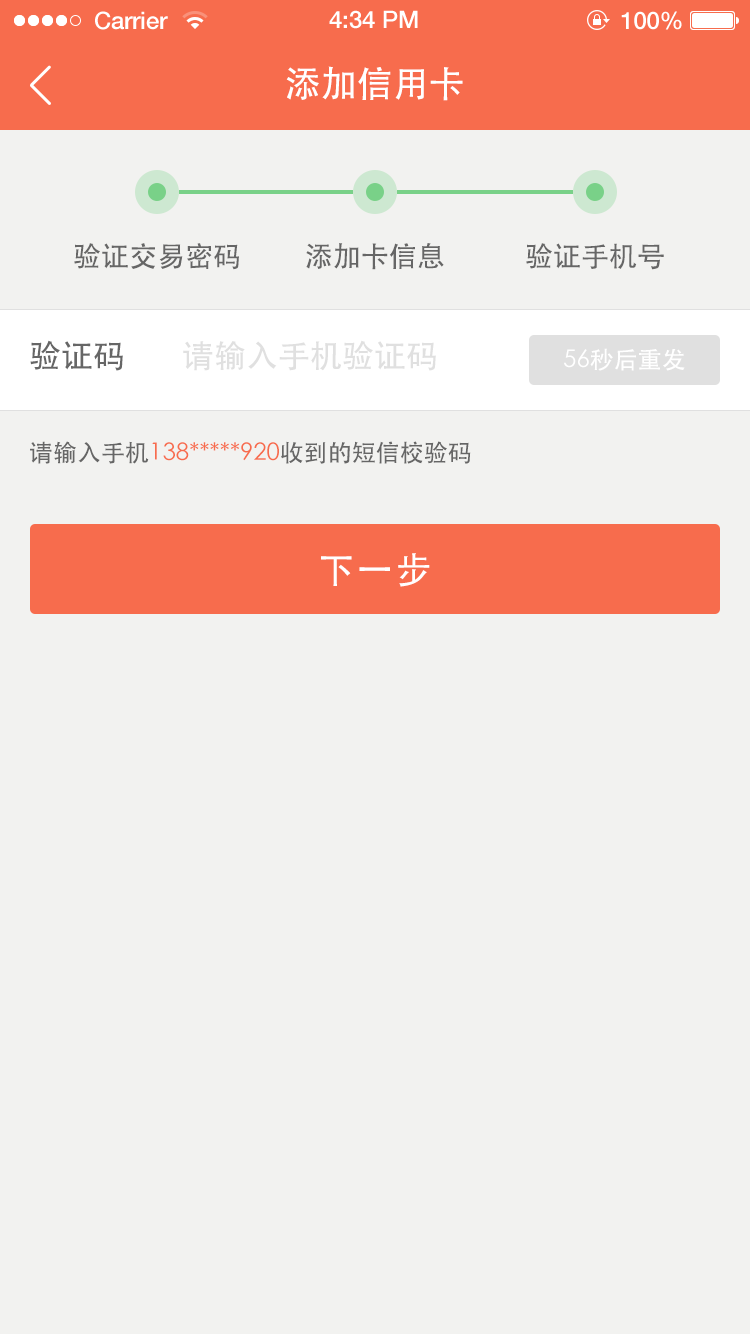 Carrier 4:34 PM 100%
添加信用卡
验证交易密码 添加卡信息 验证手机号
验证码 请输入手机验证码 56秒后重发
请输入手机138*****920收到的短信校验码
下一步